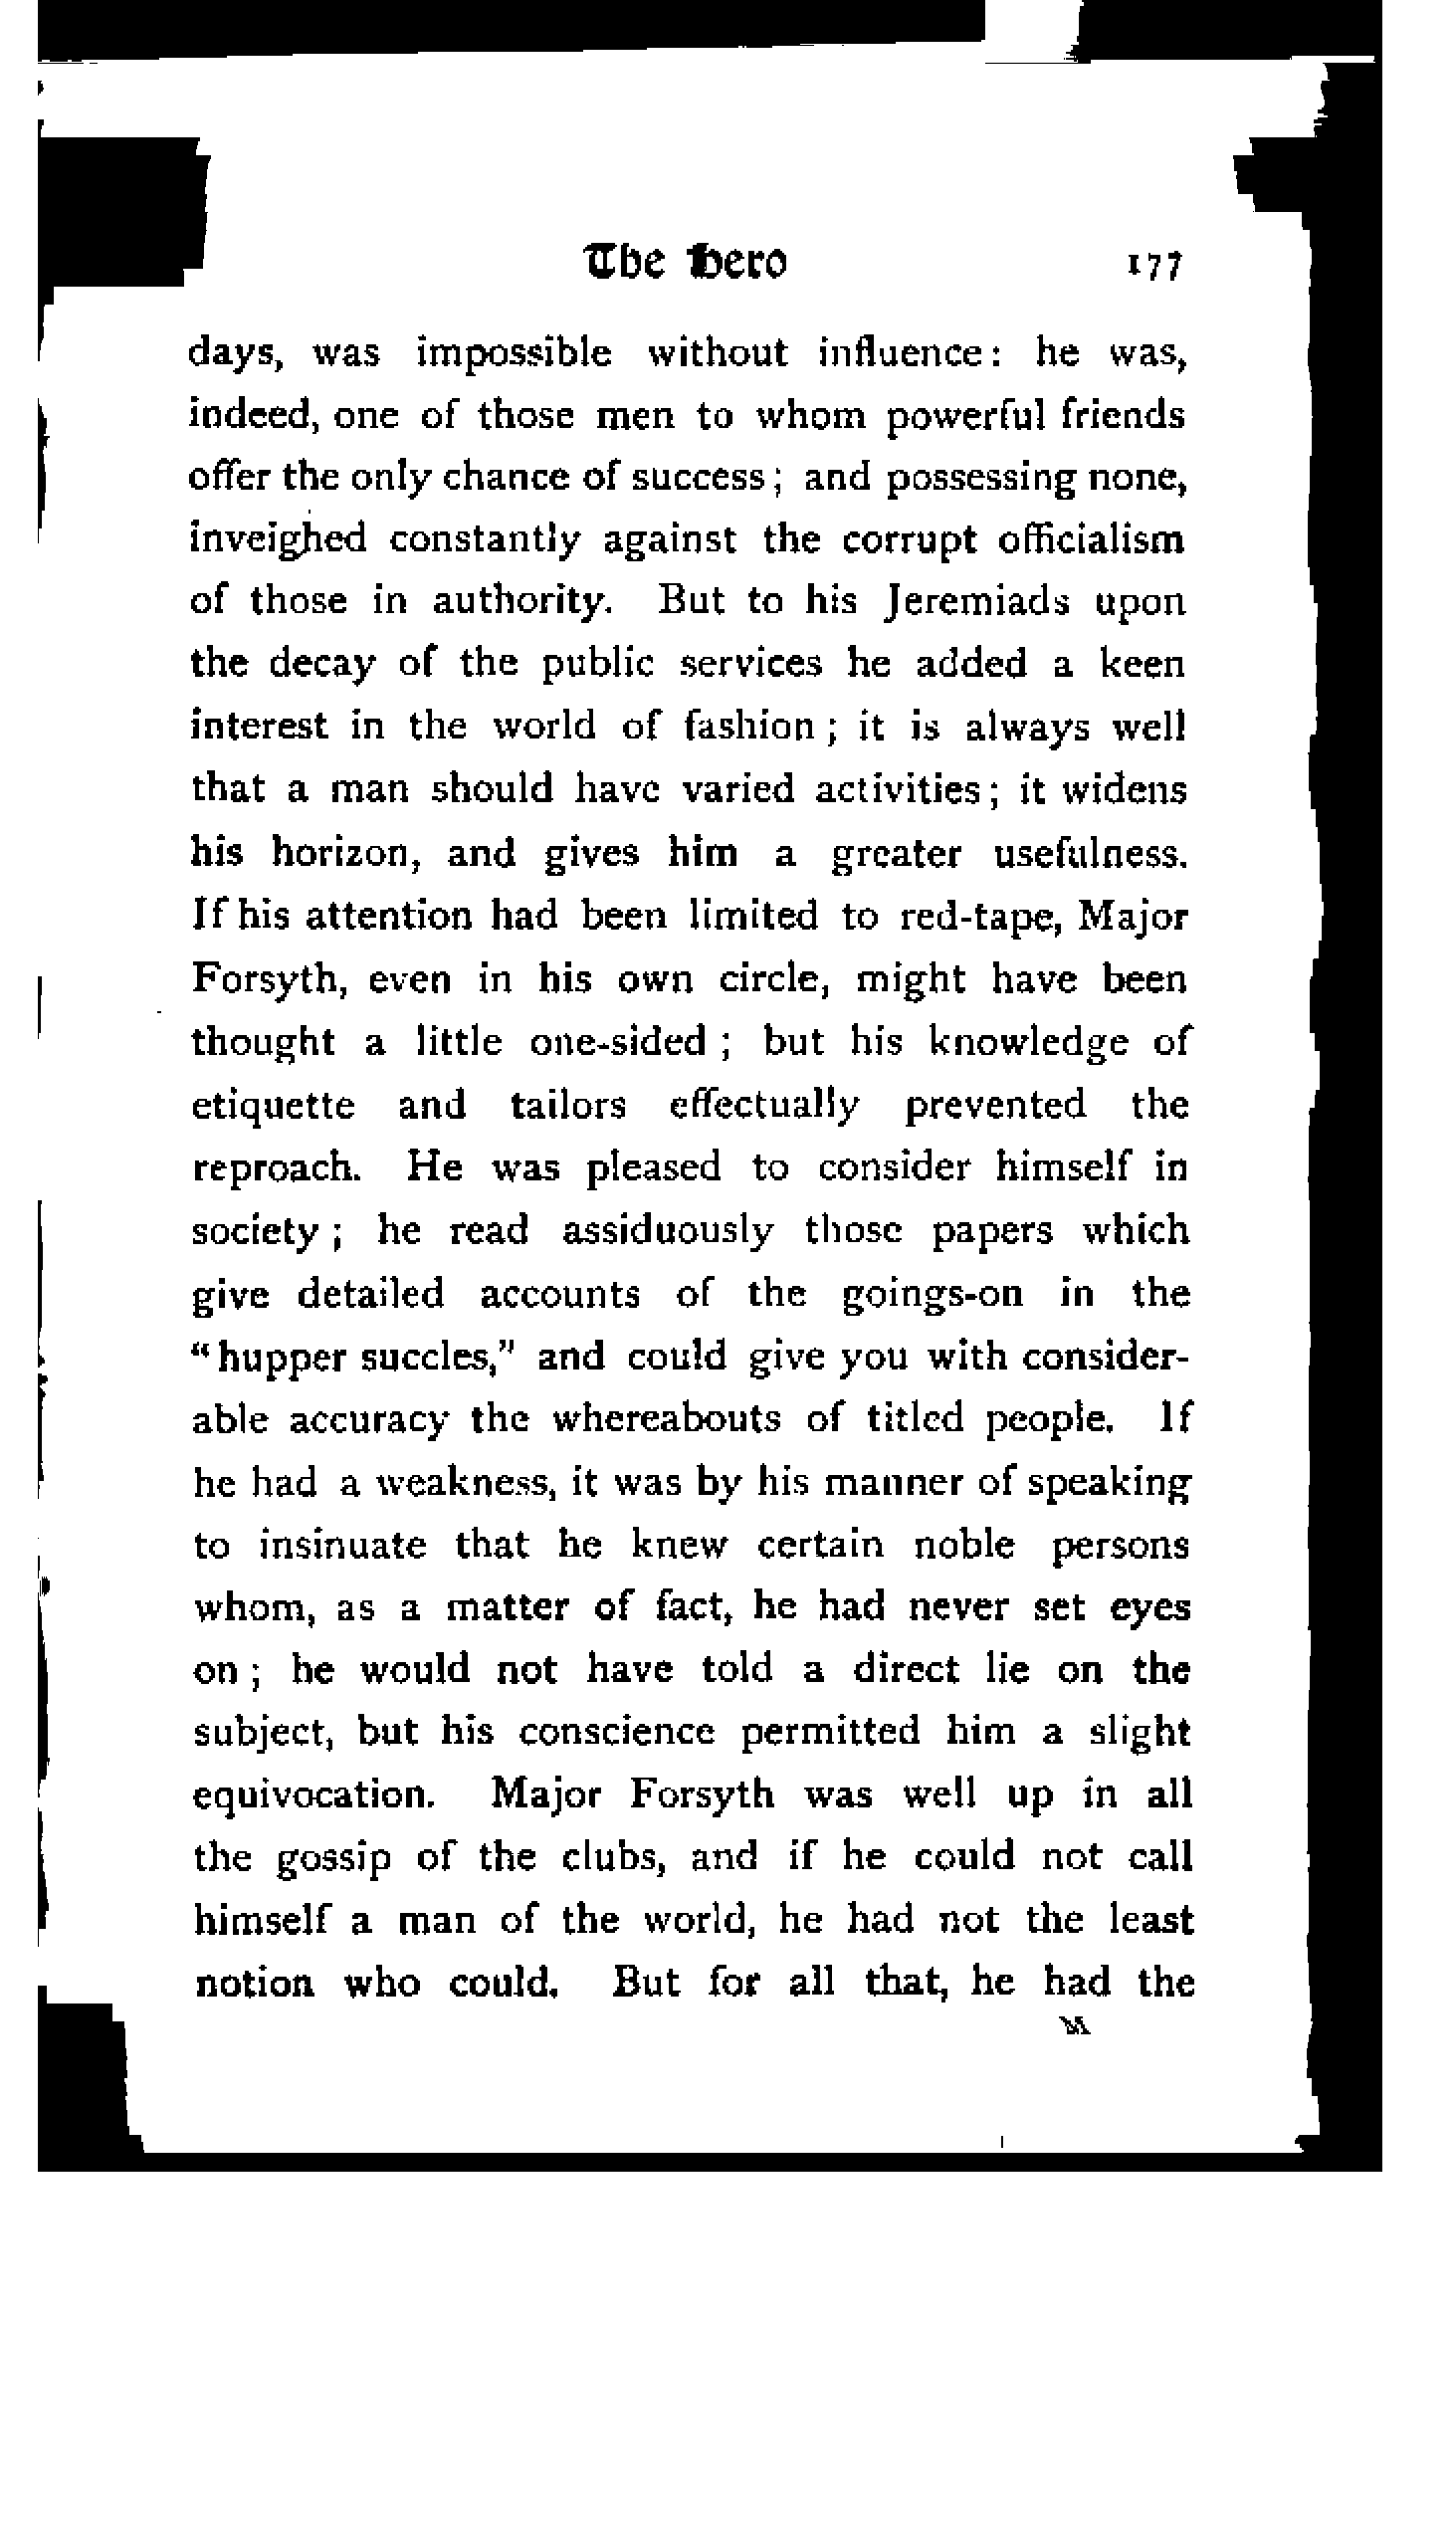 The Hero 177
days, was impossible without influence: he was,
indeed, one of those men to whom powerful friends
offer the only chance of success; and possessing none,
inveighed constantly against the corrupt officialism
of those in authority. But to his Jeremiads upon
the decay of the public services he added a keen
interest in the world of fashion; it is always well
that a man should have varied activities; it widens
his horizon, and gives him a greater usefulness.
If his attention had been limited to red-tape, Major
Forsyth, even in his own circle, might have been
thought a little one-sided; but his knowledge of
etiquette and tailors effectually prevented the
reproach. He was pleased to consider himself in
society; he read assiduously those papers which
give detailed accounts of the goings-on in the
"hupper succles," and could give you with consider-
able accuracy the whereabouts of titled people. If
he had a weakness, it was by his manner of speaking
to insinuate that he knew certain noble persons
whom, as a matter of fact, he had never set eyes
on; he would not have told a direct lie on the
subject, but his conscience permitted him a slight
equivocation. Major Forsyth was well up in all
the gossip of the clubs, and if he could not call
himself a man of the world, he had not the least
notion who could. But for all that, he had the
M